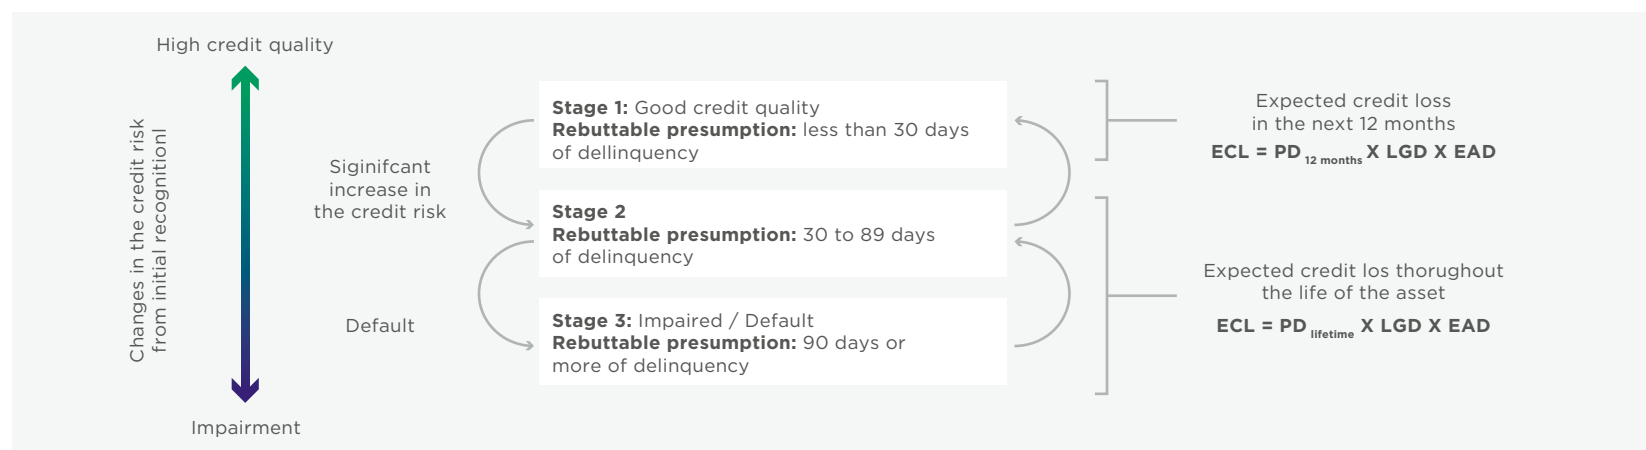 High credit quality
Changes in the credit risk
from initial recognitionl
Impairment
Siginifcant
increase in
the credit risk
Default
Stage 1: Good credit quality
Rebuttable presumption: less than 30 days
of dellinquency
Stage 2
Rebuttable presumption: 30 to 89 days
of delinquency
Stage 3: Impaired / Default
Rebuttable presumption: 90 days or
more of delinquency
Expected credit loss
in the next 12 months
ECL = PD 12 months X LGD X EAD
Expected credit los thorughout
the life of the asset
ECL = PD lifetime X LGD X EAD